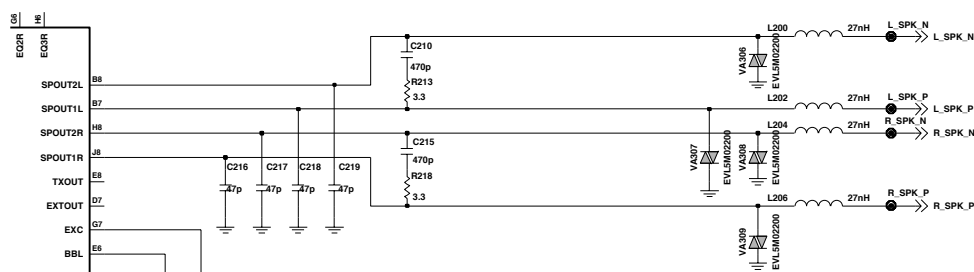 G6
H6
EQ2R
EQ3R
L200
27nH
L_SPK_N
L_SPK_N
C210
470p
VA306
EVL5M02200
R213
3.3
SPOUT2L
B8
L202
27nH
L_SPK_P
L_SPK_P
SPOUT1L
B7
L204
27nH
R_SPK_N
R_SPK_N
SPOUT2R
H8
C215
470p
VA307
EVL5M02200
VA308
EVL5M02200
SPOUT1R
J8
C216
C217
C218
C219
47p
47p
47p
47p
R218
3.3
TXOUT
E8
EXTOUT
D7
L206
27nH
R_SPK_P
R_SPK_P
EXC
G7
VA309
EVL5M02200
BBL
E6